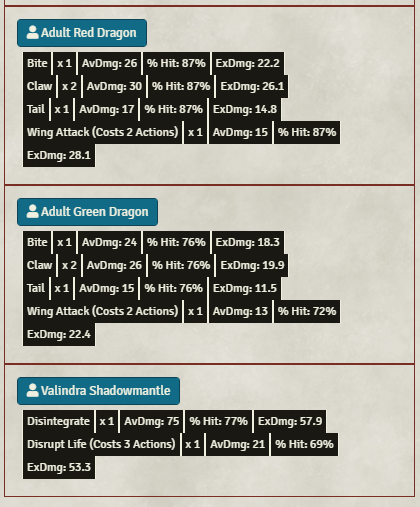 Adult Red Dragon
Bite x 1 AvDmg: 26 % Hit: 87% ExDmg: 22.2
Claw x 2 AvDmg: 30 % Hit: 87% ExDmg: 26.1
Tail x 1 AvDmg: 17 % Hit: 87% ExDmg: 14.8
Wing Attack (Costs 2 Actions) x 1 AvDmg: 15 % Hit: 87%
ExDmg: 28.1
Adult Green Dragon
Bite x 1 AvDmg: 24 % Hit: 76% ExDmg: 18.3
Claw x 2 AvDmg: 26 % Hit: 76% ExDmg: 19.9
Tail x 1 AvDmg: 15 % Hit: 76% ExDmg: 11.5
Wing Attack (Costs 2 Actions) x 1 AvDmg: 13 % Hit: 72%
ExDmg: 22.4
Valindra Shadowmantle
Disintegrate x 1 AvDmg: 75 % Hit: 77% ExDmg: 57.9
Disrupt Life (Costs 3 Actions) x 1 AvDmg: 21 % Hit: 69%
ExDmg: 53.3